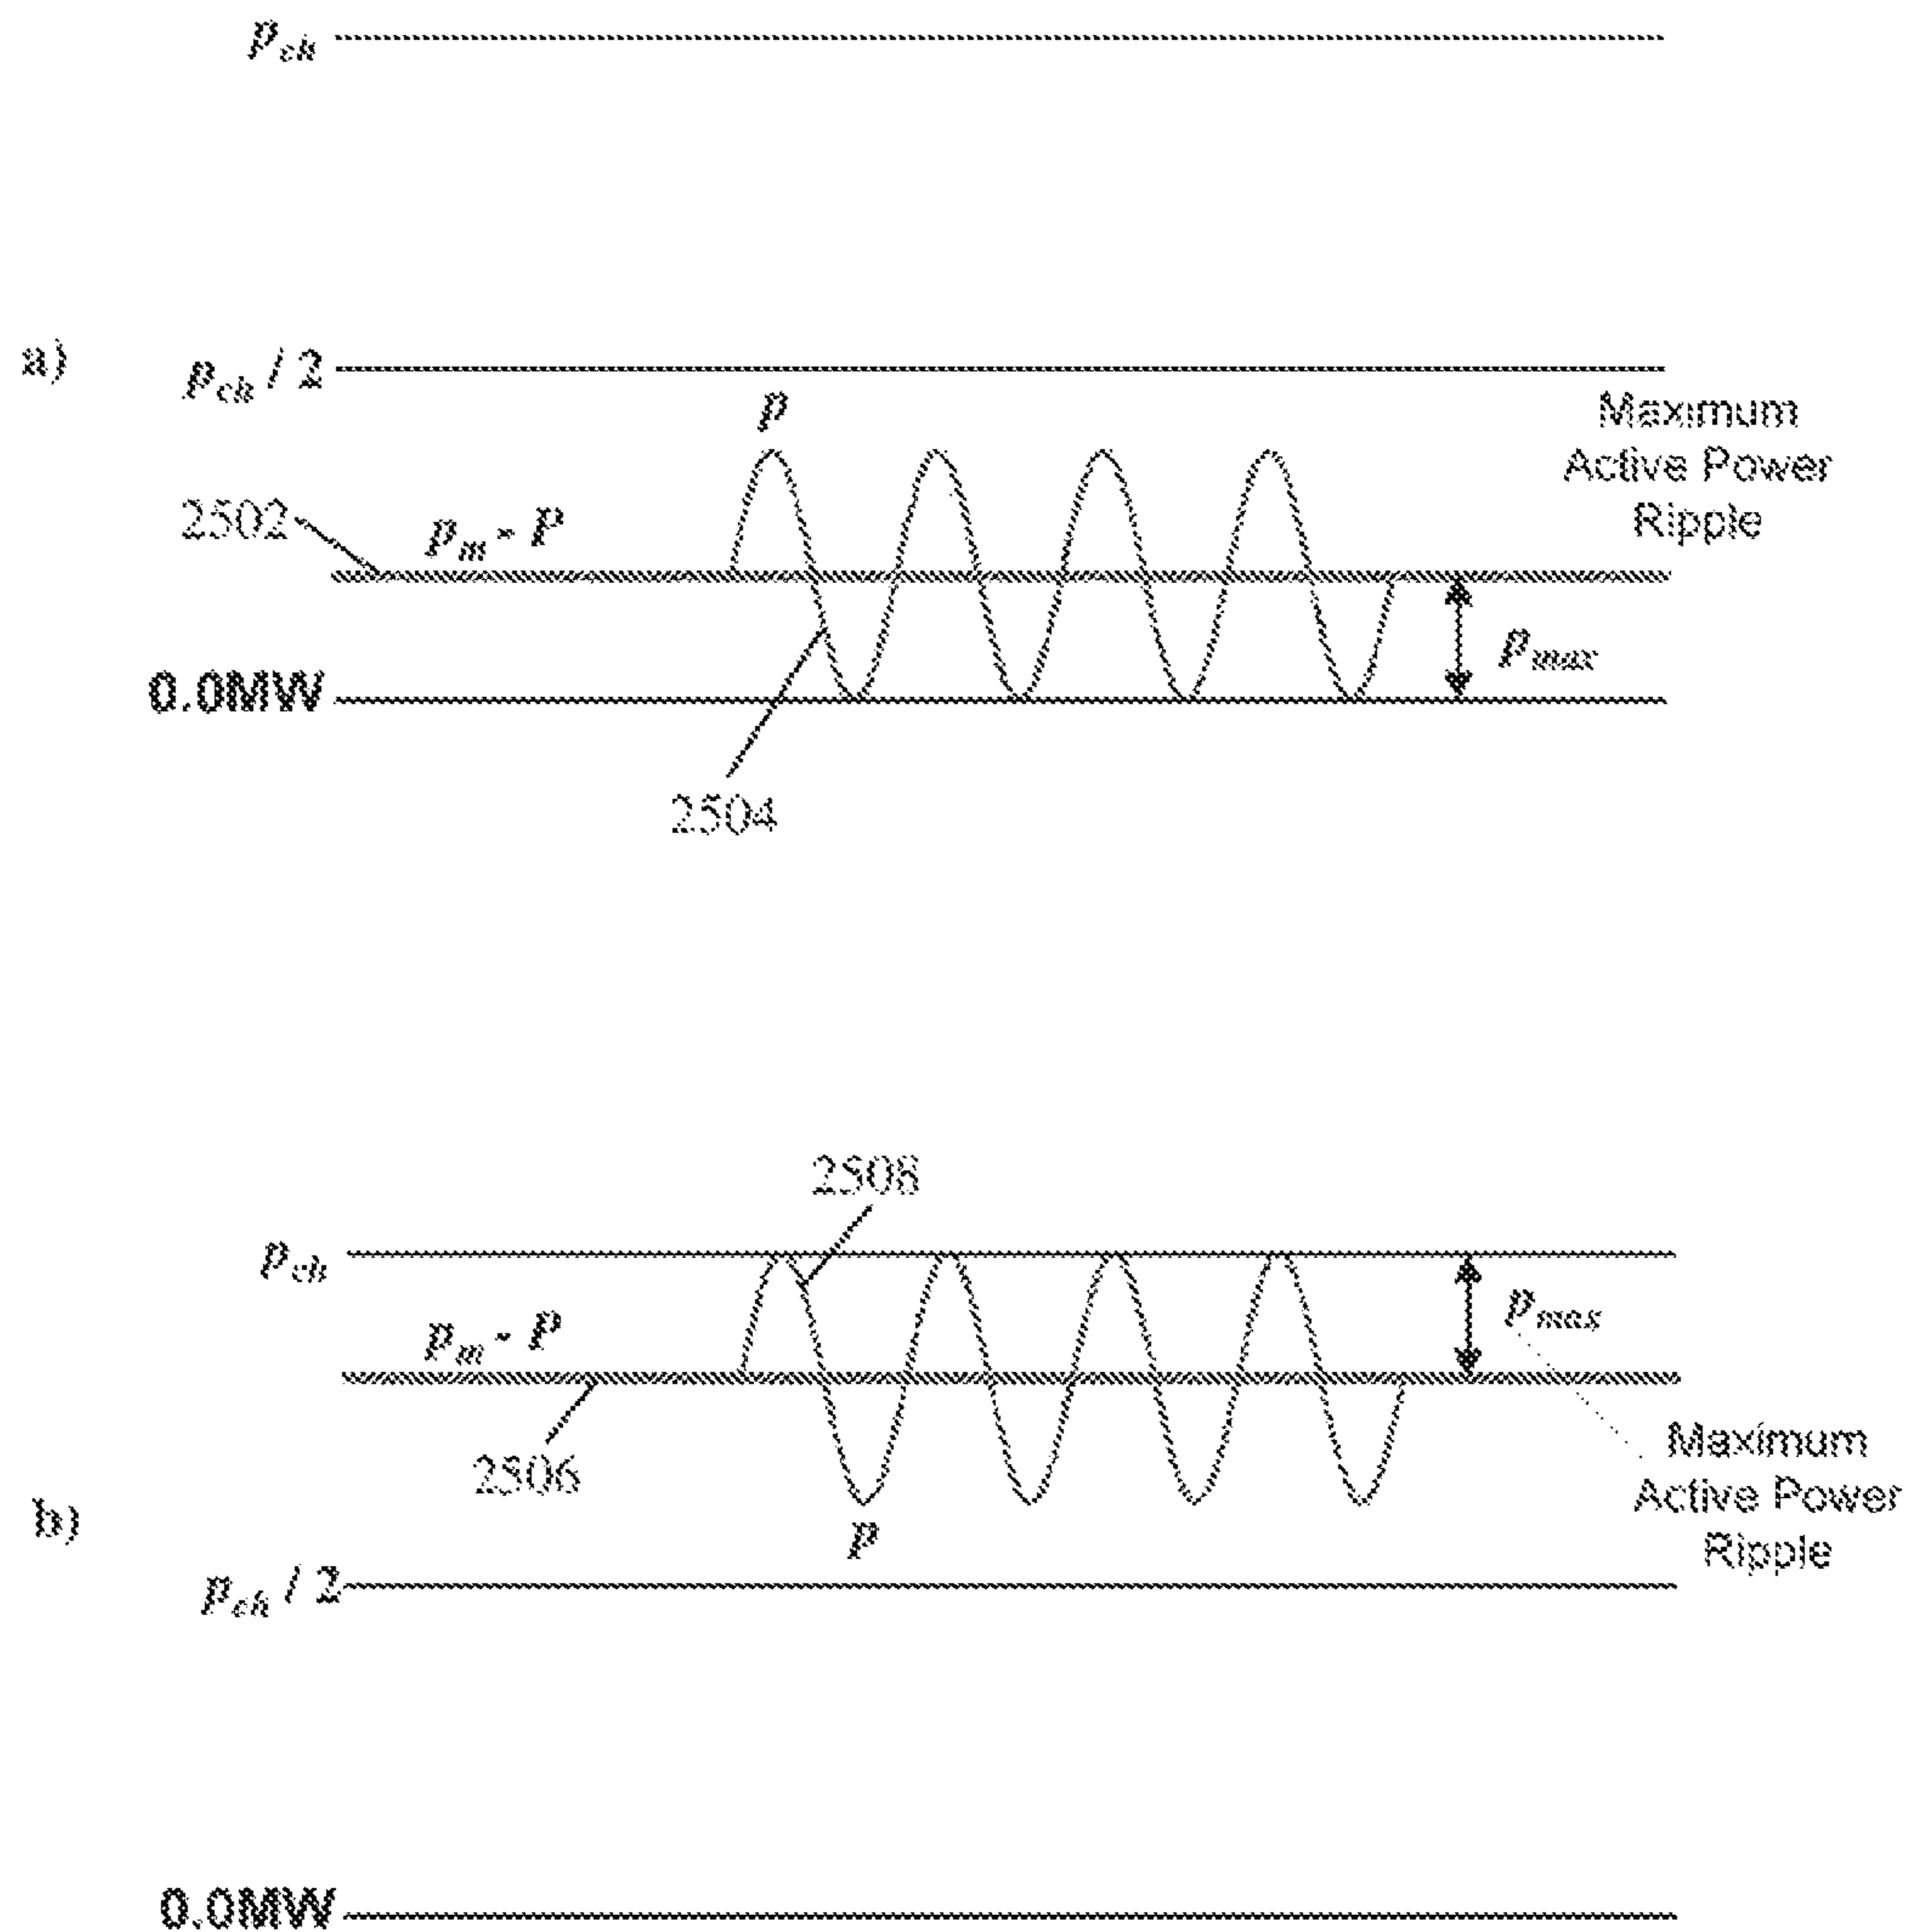 p_ch
a)
p_ch / 2
p
Maximum
Active Power
Ripple
2502
p_m - P
p_max
0.0MW
2504
2508
p_ch
p_m - P
p_max
2506
Maximum
Active Power
Ripple
b)
p
p_ch / 2
0.0MW